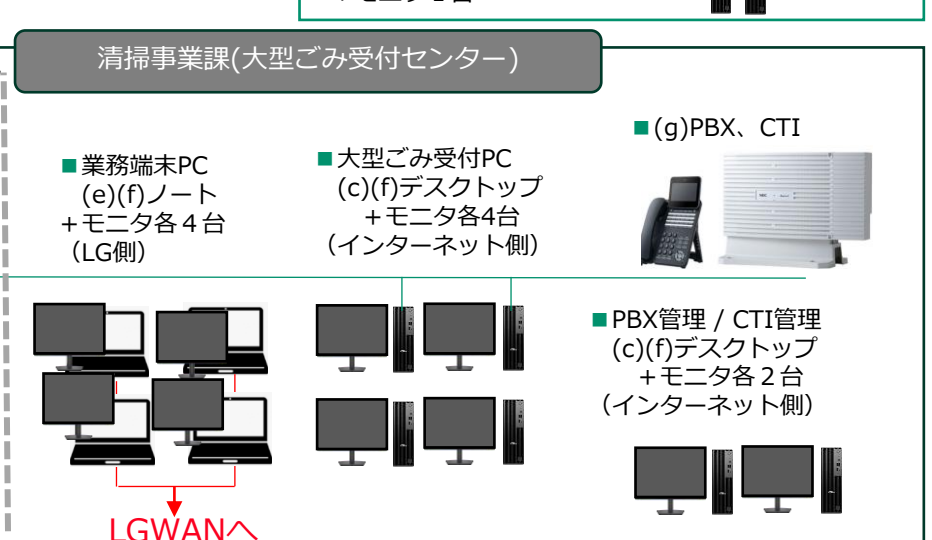 清掃事業課(大型ごみ受付センター)
■業務端末PC
(e)(f)ノート
+モニタ各４台
（LG側）
■大型ごみ受付PC
(c)(f)デスクトップ
+モニタ各4台
（インターネット側）
■(g)PBX、CTI
■PBX管理 / CTI管理
(c)(f)デスクトップ
+モニタ各２台
（インターネット側）
LGWANへ